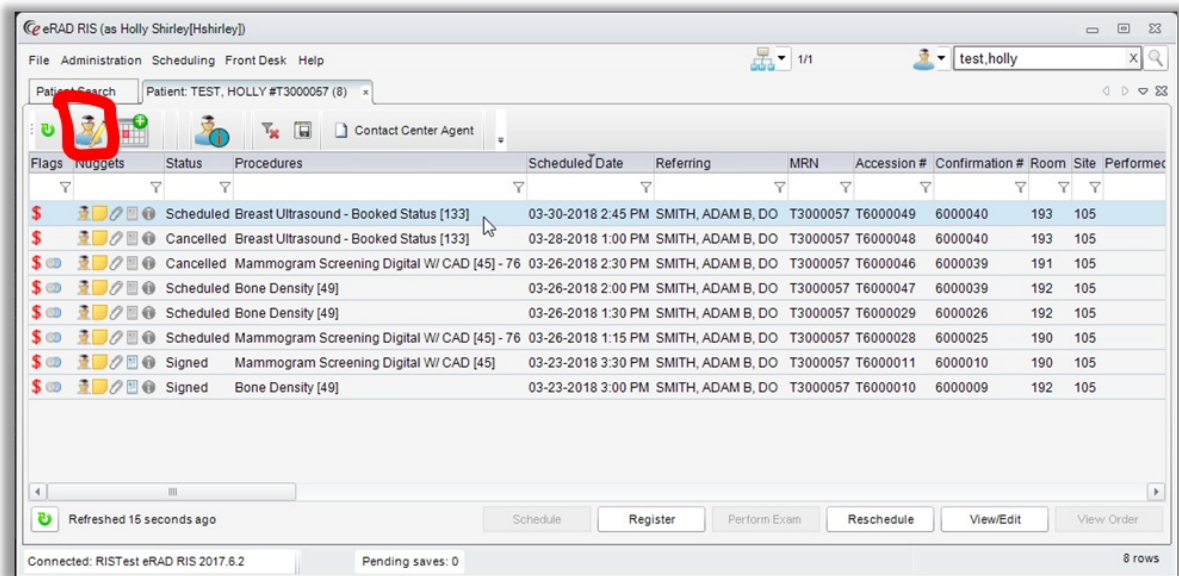 eRAD RIS (as Holly Shirley[Hshirley])
File Administration Scheduling Front Desk Help 1/1 test,holly X
Patient Search Patient: TEST, HOLLY #T3000057 (8) x
Contact Center Agent
Flags Nuggets Status Procedures Scheduled Date Referring MRN Accession # Confirmation # Room Site Performed
$ Scheduled Breast Ultrasound - Booked Status [133] 03-30-2018 2:45 PM SMITH, ADAM B, DO T3000057 T6000049 6000040 193 105
$ Cancelled Breast Ultrasound - Booked Status [133] 03-28-2018 1:00 PM SMITH, ADAM B, DO T3000057 T6000048 6000040 193 105
$ Cancelled Mammogram Screening Digital W/ CAD [45] - 76 03-26-2018 2:30 PM SMITH, ADAM B, DO T3000057 T6000046 6000039 191 105
$ Scheduled Bone Density [49] 03-26-2018 2:00 PM SMITH, ADAM B, DO T3000057 T6000047 6000039 192 105
$ Scheduled Bone Density [49] 03-26-2018 1:30 PM SMITH, ADAM B, DO T3000057 T6000029 6000026 192 105
$ Scheduled Mammogram Screening Digital W/ CAD [45] - 76 03-26-2018 1:15 PM SMITH, ADAM B, DO T3000057 T6000028 6000025 190 105
$ Signed Mammogram Screening Digital W/ CAD [45] 03-23-2018 3:30 PM SMITH, ADAM B, DO T3000057 T6000011 6000010 190 105
$ Signed Bone Density [49] 03-23-2018 3:00 PM SMITH, ADAM B, DO T3000057 T6000010 6000009 192 105
Refreshed 15 seconds ago Schedule Register Perform Exam Reschedule View/Edit View Order
Connected: RISTest eRAD RIS 2017.6.2 Pending saves: 0 8 rows